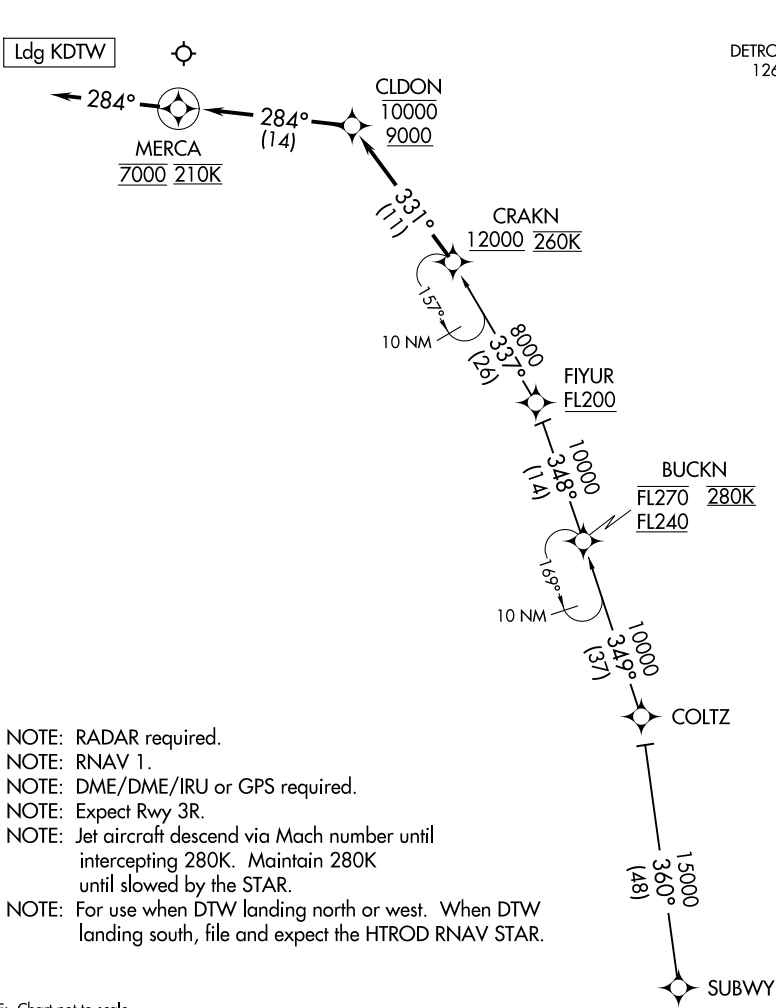 Ldg KDTW
DETRO
126
CLDON
10000
9000
284°
284°
(14)
MERCA
7000 210K
331°
(11)
CRAKN
12000 260K
157°
10 NM
8000
337°
(26)
FIYUR
FL200
10000
348°
(14)
BUCKN
FL270 280K
FL240
169°
10 NM
10000
349°
(37)
COLTZ
NOTE: RADAR required.
NOTE: RNAV 1.
NOTE: DME/DME/IRU or GPS required.
NOTE: Expect Rwy 3R.
NOTE: Jet aircraft descend via Mach number until
intercepting 280K. Maintain 280K
until slowed by the STAR.
NOTE: For use when DTW landing north or west. When DTW
landing south, file and expect the HTROD RNAV STAR.
15000
360°
(48)
SUBWY
Chart not to scale